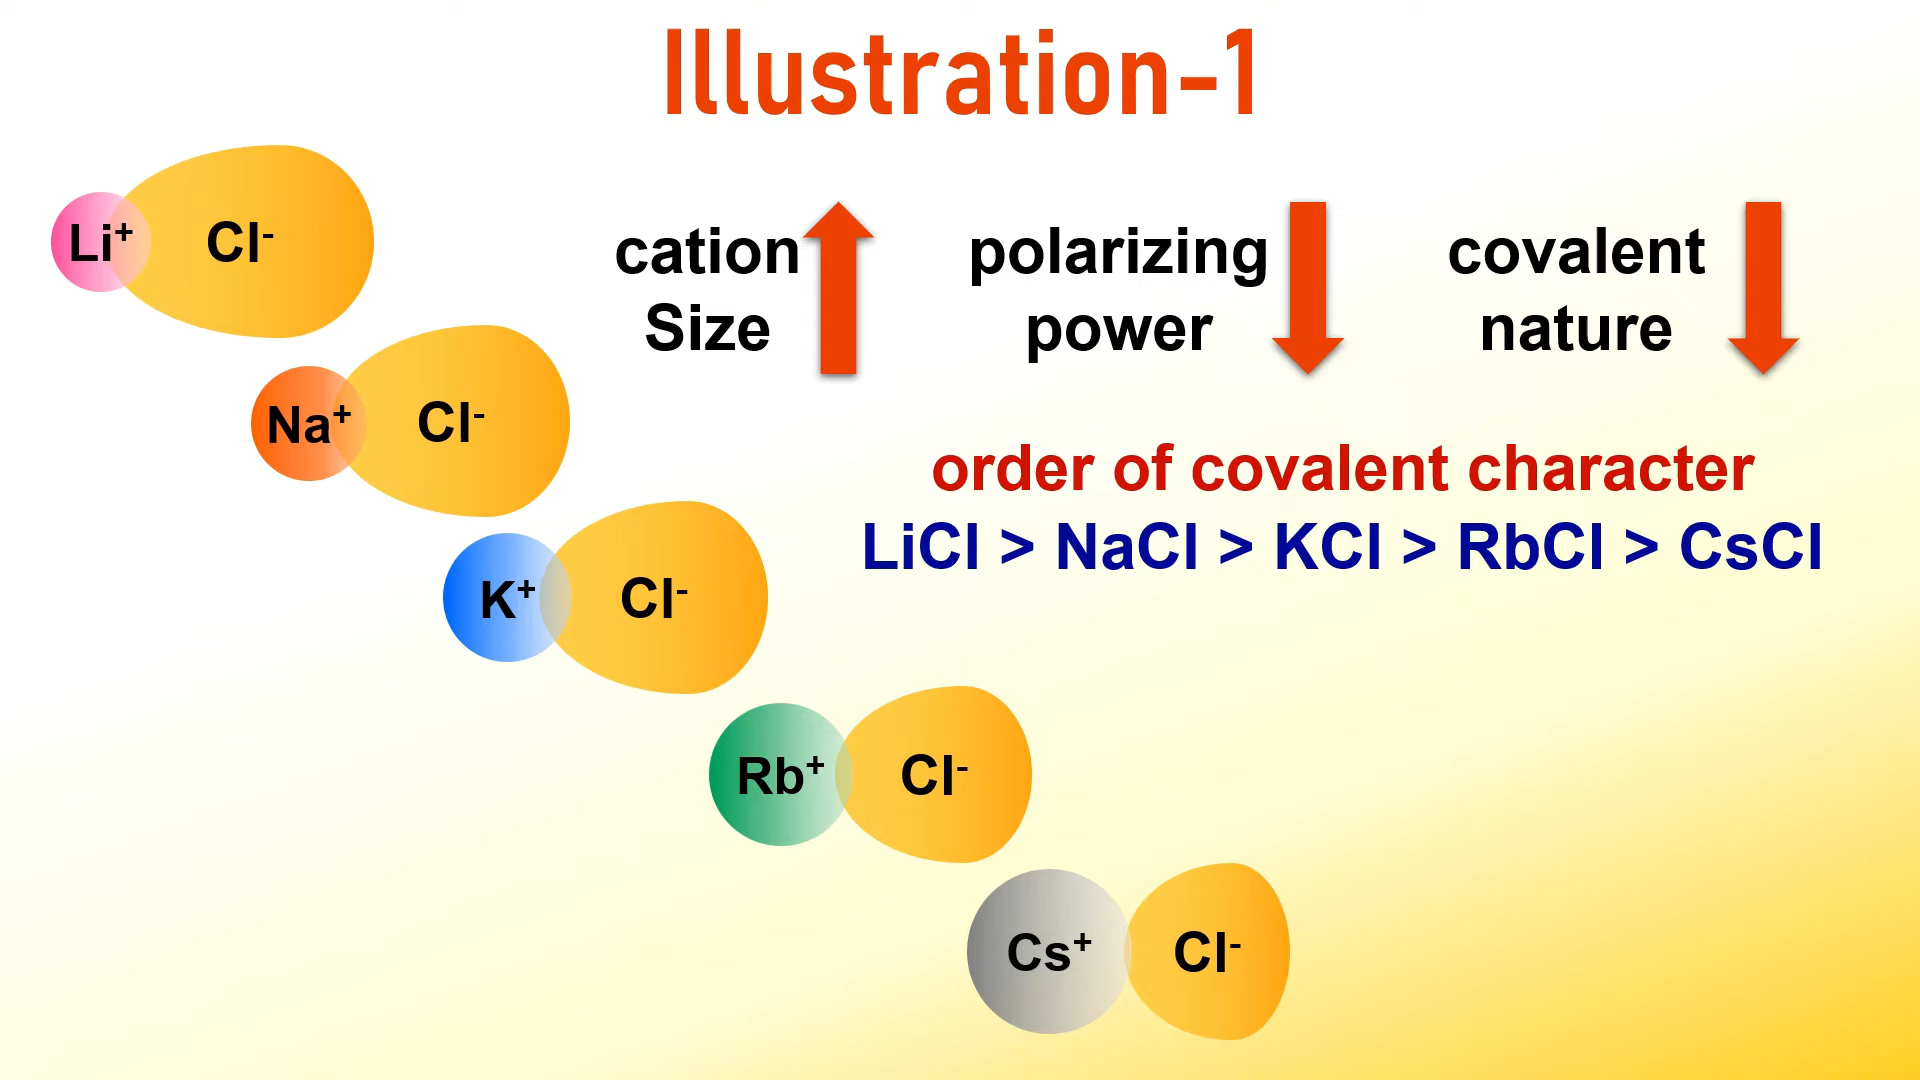 Illustration-1
Li⁺ Cl⁻
Na⁺ Cl⁻
K⁺ Cl⁻
Rb⁺ Cl⁻
Cs⁺ Cl⁻
cation
Size
polarizing
power
covalent
nature
order of covalent character
LiCl > NaCl > KCl > RbCl > CsCl